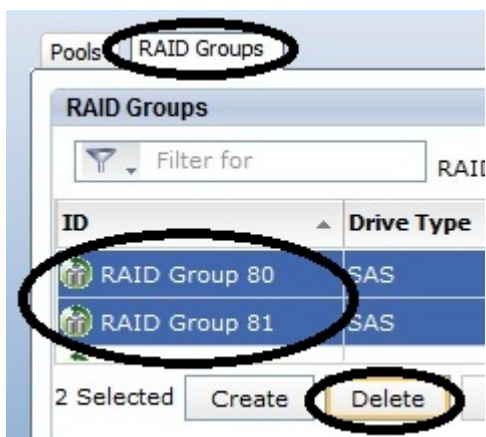 Pools RAID Groups
RAID Groups
Filter for RAID
ID Drive Type
RAID Group 80 SAS
RAID Group 81 SAS
2 Selected Create Delete